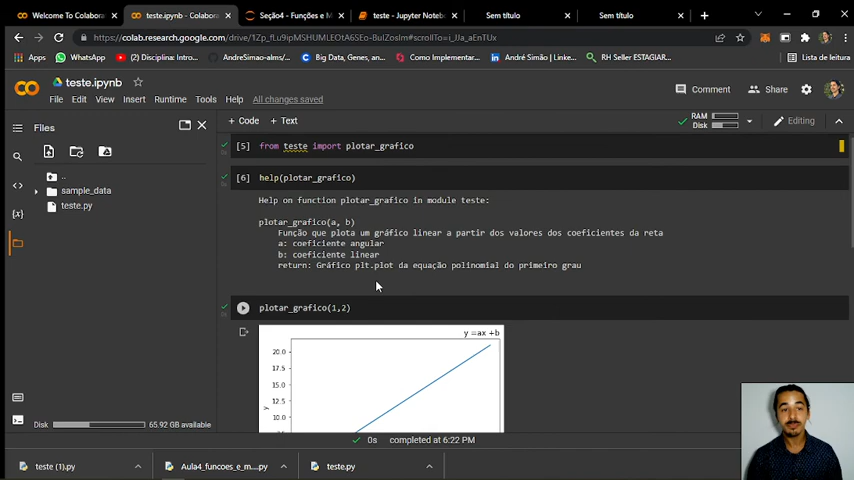 Welcome To Colabora
teste.ipynb - Colabora
Seção4 - Funções e M
teste - Jupyter Notebo
Sem título
Sem título
https://colab.research.google.com/drive/
Apps
WhatsApp
(2) Disciplina: Introd...
AndreSimao-alms/...
Big Data, Genes, an...
Como Implementar...
André Simão | Linke...
RH Seller ESTAGIAR...
Lista de leitura
teste.ipynb
File Edit View Insert Runtime Tools Help All changes saved
Comment
Share
Files
+ Code + Text
RAM
Disk
Editing
..
sample_data
teste.py
[5] from teste import plotar_grafico
[6] help(plotar_grafico)
Help on function plotar_grafico in module teste:
plotar_grafico(a, b)
Função que plota um gráfico linear a partir dos valores dos coeficientes da reta
a: coeficiente angular
b: coeficiente linear
return: Gráfico plt.plot da equação polinomial do primeiro grau
plotar_grafico(1,2)
y =ax +b
20.0
17.5
15.0
12.5
10.0
y
Disk
65.92 GB available
0s completed at 6:22 PM
teste (1).py
Aula4_funcoes_e_m....py
teste.py